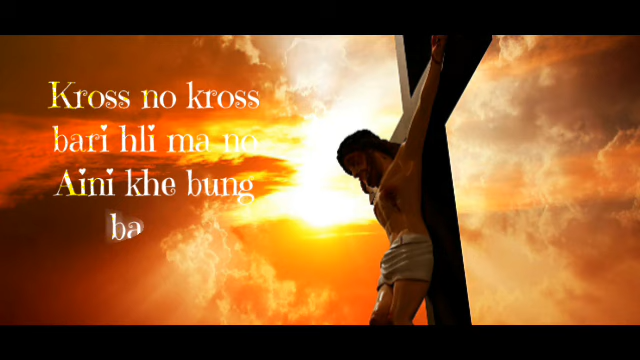 Kross no kross
bari hli ma no
Aini khe bung
ba